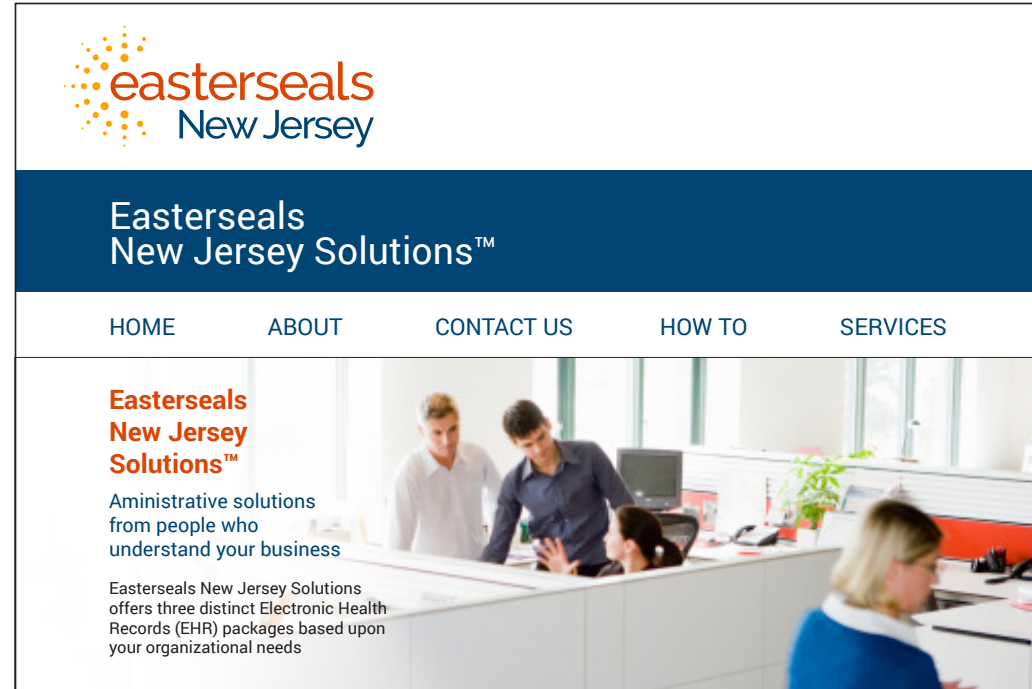 easterseals
New Jersey
Easterseals
New Jersey Solutions™
HOME ABOUT CONTACT US HOW TO SERVICES
Easterseals
New Jersey
Solutions™
Aministrative solutions
from people who
understand your business
Easterseals New Jersey Solutions
offers three distinct Electronic Health
Records (EHR) packages based upon
your organizational needs